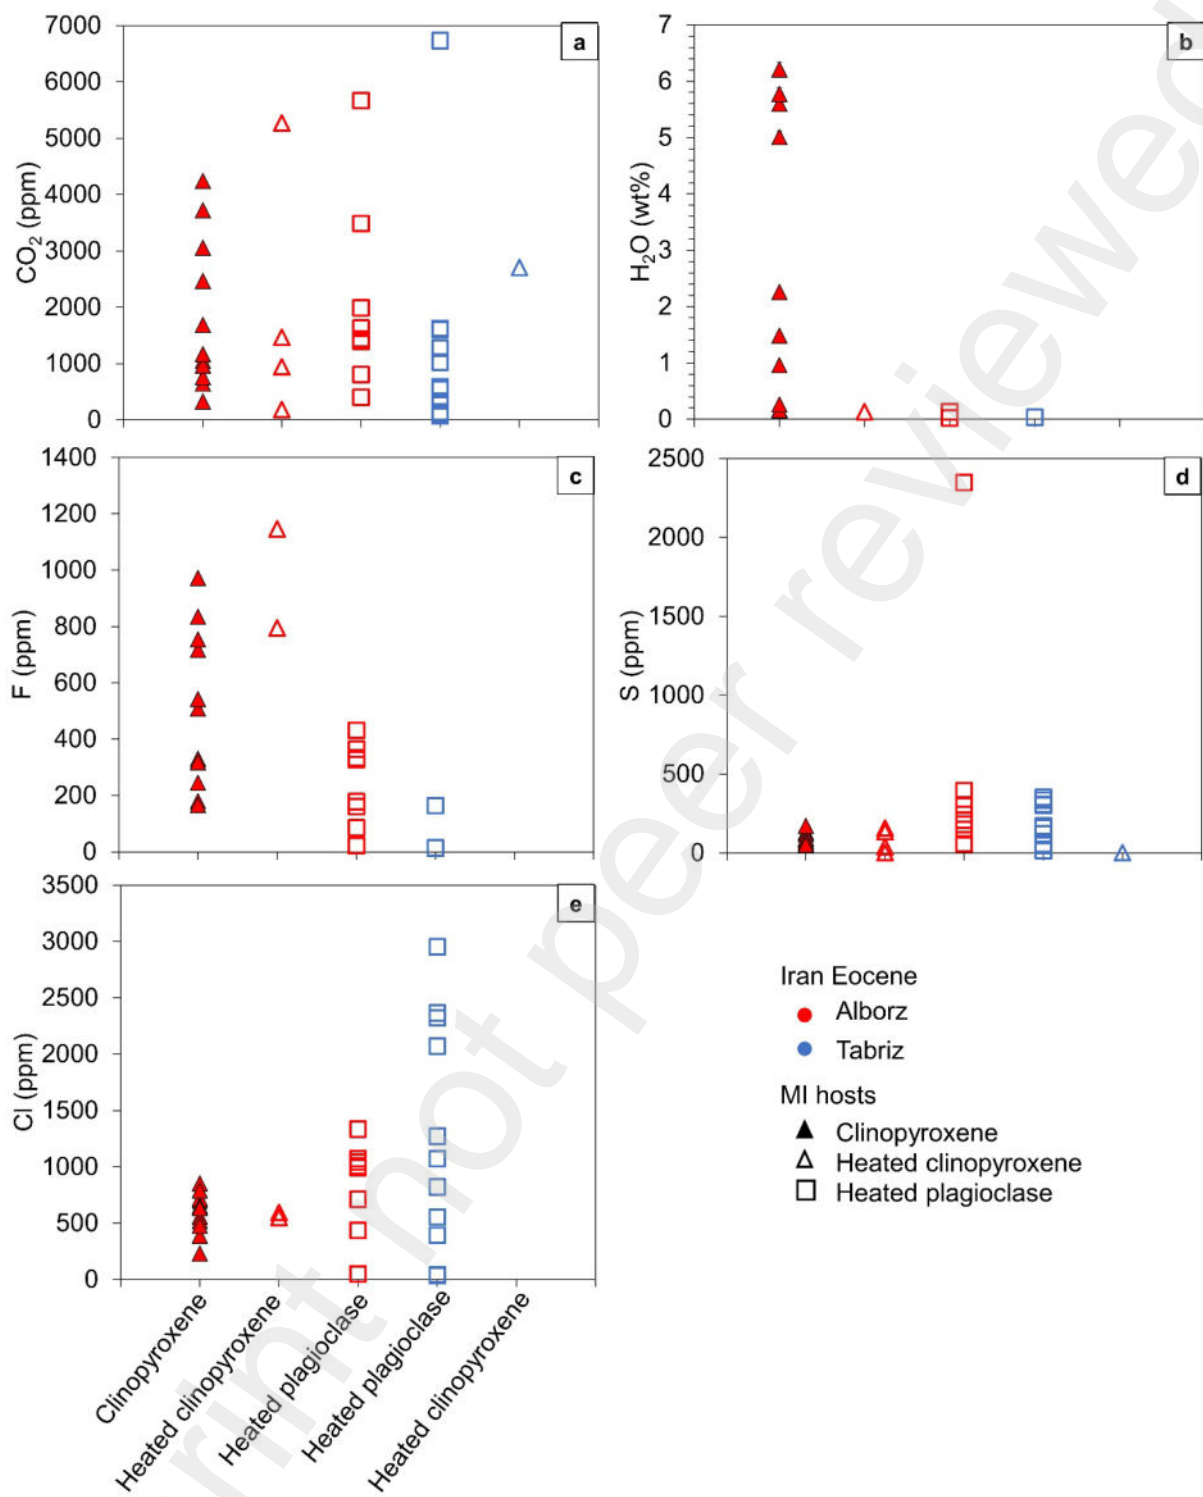 7000
6000
5000
4000
3000
2000
1000
0
CO2 (ppm)
a
7
6
5
4
3
2
1
0
H2O (wt%)
b
1400
1200
1000
800
600
400
200
0
F (ppm)
c
2500
2000
1500
1000
500
0
S (ppm)
d
3500
3000
2500
2000
1500
1000
500
0
Cl (ppm)
e
Clinopyroxene
Heated clinopyroxene
Heated plagioclase
Heated plagioclase
Heated clinopyroxene
Iran Eocene
Alborz
Tabriz
MI hosts
Clinopyroxene
Heated clinopyroxene
Heated plagioclase
rint not peer reviewed